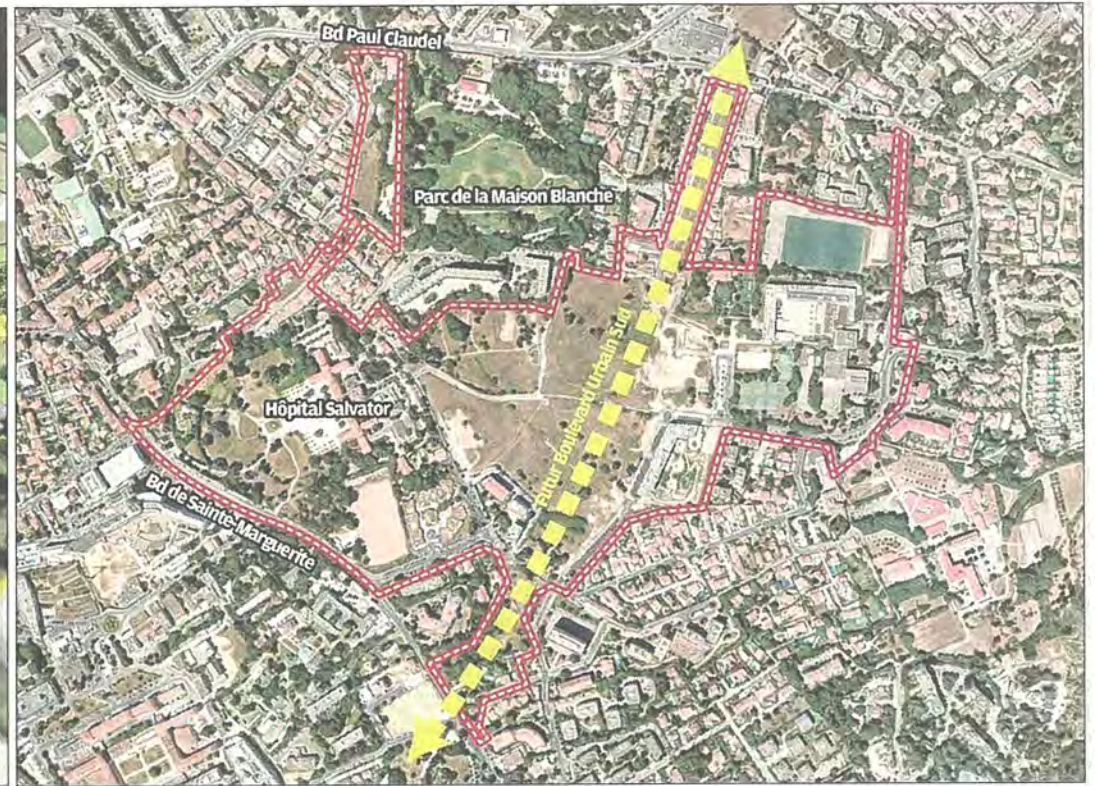 Bd Paul Claudel
Parc de la Maison Blanche
Futur Boulevard Urbain Sud
Hôpital Salvator
Bd de Sainte-Marguerite